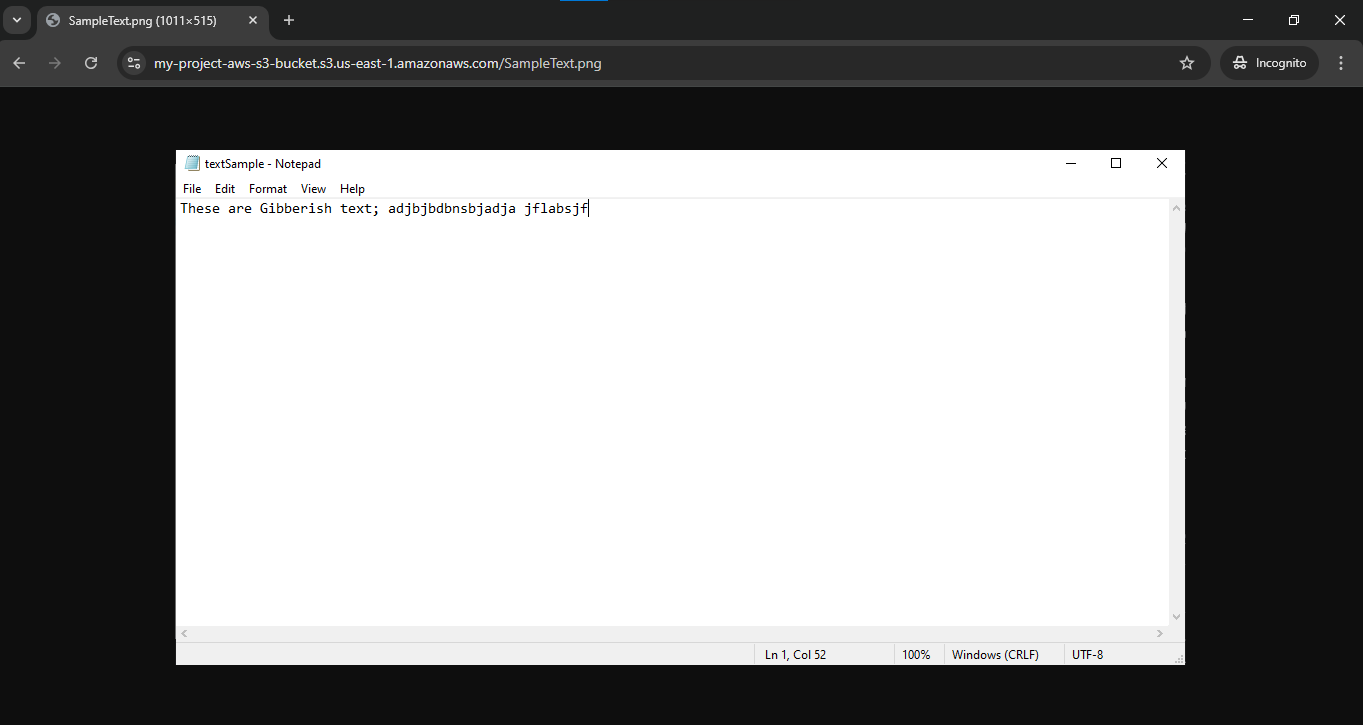 SampleText.png (1011×515)
my-project-aws-s3-bucket.s3.us-east-1.amazonaws.com/SampleText.png
Incognito
textSample - Notepad
File Edit Format View Help
These are Gibberish text; adjbjbdbnsbjadja jflabsjf
Ln 1, Col 52 100% Windows (CRLF) UTF-8